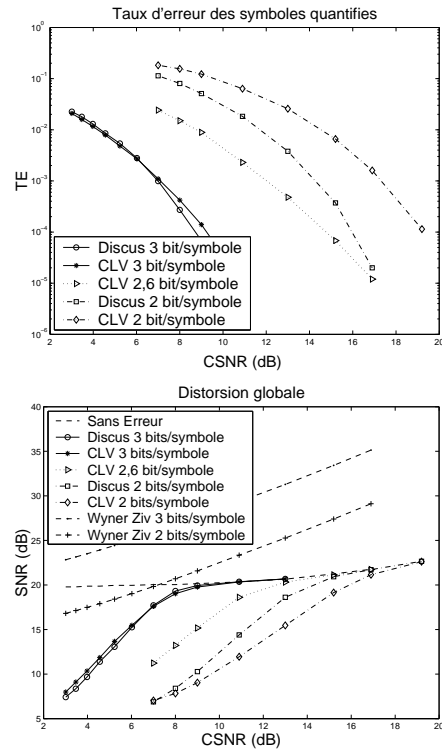 Taux d'erreur des symboles quantifies
10^0
10^-1
10^-2
10^-3
10^-4
10^-5
10^-6
TE
Discus 3 bit/symbole
CLV 3 bit/symbole
CLV 2,6 bit/symbole
Discus 2 bit/symbole
CLV 2 bit/symbole
2 4 6 8 10 12 14 16 18 20
CSNR (dB)
Distorsion globale
40
35
30
25
20
15
10
5
SNR (dB)
Sans Erreur
Discus 3 bits/symbole
CLV 3 bits/symbole
CLV 2,6 bit/symbole
Discus 2 bits/symbole
CLV 2 bits/symbole
Wyner Ziv 3 bits/symbole
Wyner Ziv 2 bits/symbole
2 4 6 8 10 12 14 16 18 20
CSNR (dB)